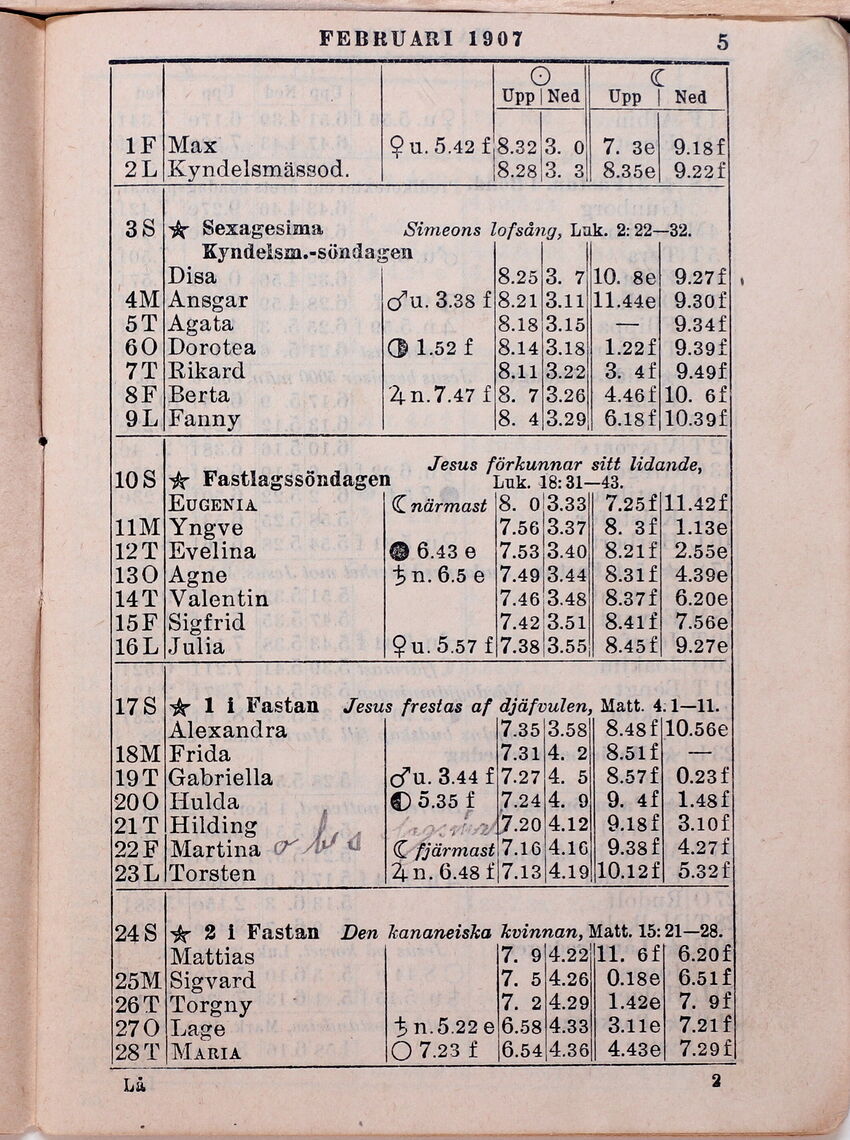 FEBRUARI 1907 5
☉ ☾
Upp Ned Upp Ned
1 F Max ♀ u. 5.42 f 8.32 3. 0 7. 3e 9.18f
2 L Kyndelsmässod. 8.28 3. 3 8.35e 9.22f
3 S ☆ Sexagesima Simeons lofsång, Luk. 2: 22—32.
Kyndelsm.-söndagen
Disa 8.25 3. 7 10. 8e 9.27f
4 M Ansgar ♂ u. 3.38 f 8.21 3.11 11.44e 9.30f
5 T Agata 8.18 3.15 — 9.34f
6 O Dorotea ◑ 1.52 f 8.14 3.18 1.22f 9.39f
7 T Rikard 8.11 3.22 3. 4f 9.49f
8 F Berta ♃ n. 7.47 f 8. 7 3.26 4.46f 10. 6f
9 L Fanny 8. 4 3.29 6.18f 10.39f
10 S ☆ Fastlagssöndagen Jesus förkunnar sitt lidande,
Luk. 18: 31—43.
EUGENIA ☾ närmast 8. 0 3.33 7.25f 11.42f
11 M Yngve 7.56 3.37 8. 3f 1.13e
12 T Evelina ● 6.43 e 7.53 3.40 8.21f 2.55e
13 O Agne ♄ n. 6.5 e 7.49 3.44 8.31f 4.39e
14 T Valentin 7.46 3.48 8.37f 6.20e
15 F Sigfrid 7.42 3.51 8.41f 7.56e
16 L Julia ♀ u. 5.57 f 7.38 3.55 8.45f 9.27e
17 S ☆ 1 i Fastan Jesus frestas af djäfvulen, Matt. 4: 1—11.
Alexandra 7.35 3.58 8.48f 10.56e
18 M Frida 7.31 4. 2 8.51f —
19 T Gabriella ♂ u. 3.44 f 7.27 4. 5 8.57f 0.23f
20 O Hulda ◐ 5.35 f 7.24 4. 9 9. 4f 1.48f
21 T Hilding 7.20 4.12 9.18f 3.10f
22 F Martina ☾ fjärmast 7.16 4.16 9.38f 4.27f
23 L Torsten ♃ n. 6.48 f 7.13 4.19 10.12f 5.32f
24 S ☆ 2 i Fastan Den kananeiska kvinnan, Matt. 15: 21—28.
Mattias 7. 9 4.22 11. 6f 6.20f
25 M Sigvard 7. 5 4.26 0.18e 6.51f
26 T Torgny 7. 2 4.29 1.42e 7. 9f
27 O Lage ♄ n. 5.22 e 6.58 4.33 3.11e 7.21f
28 T MARIA ○ 7.23 f 6.54 4.36 4.43e 7.29f
Lå 2